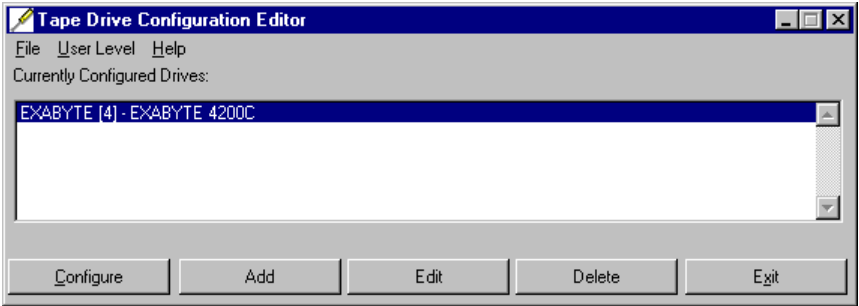 Tape Drive Configuration Editor
File User Level Help
Currently Configured Drives:
EXABYTE [4] - EXABYTE 4200C
Configure Add Edit Delete Exit